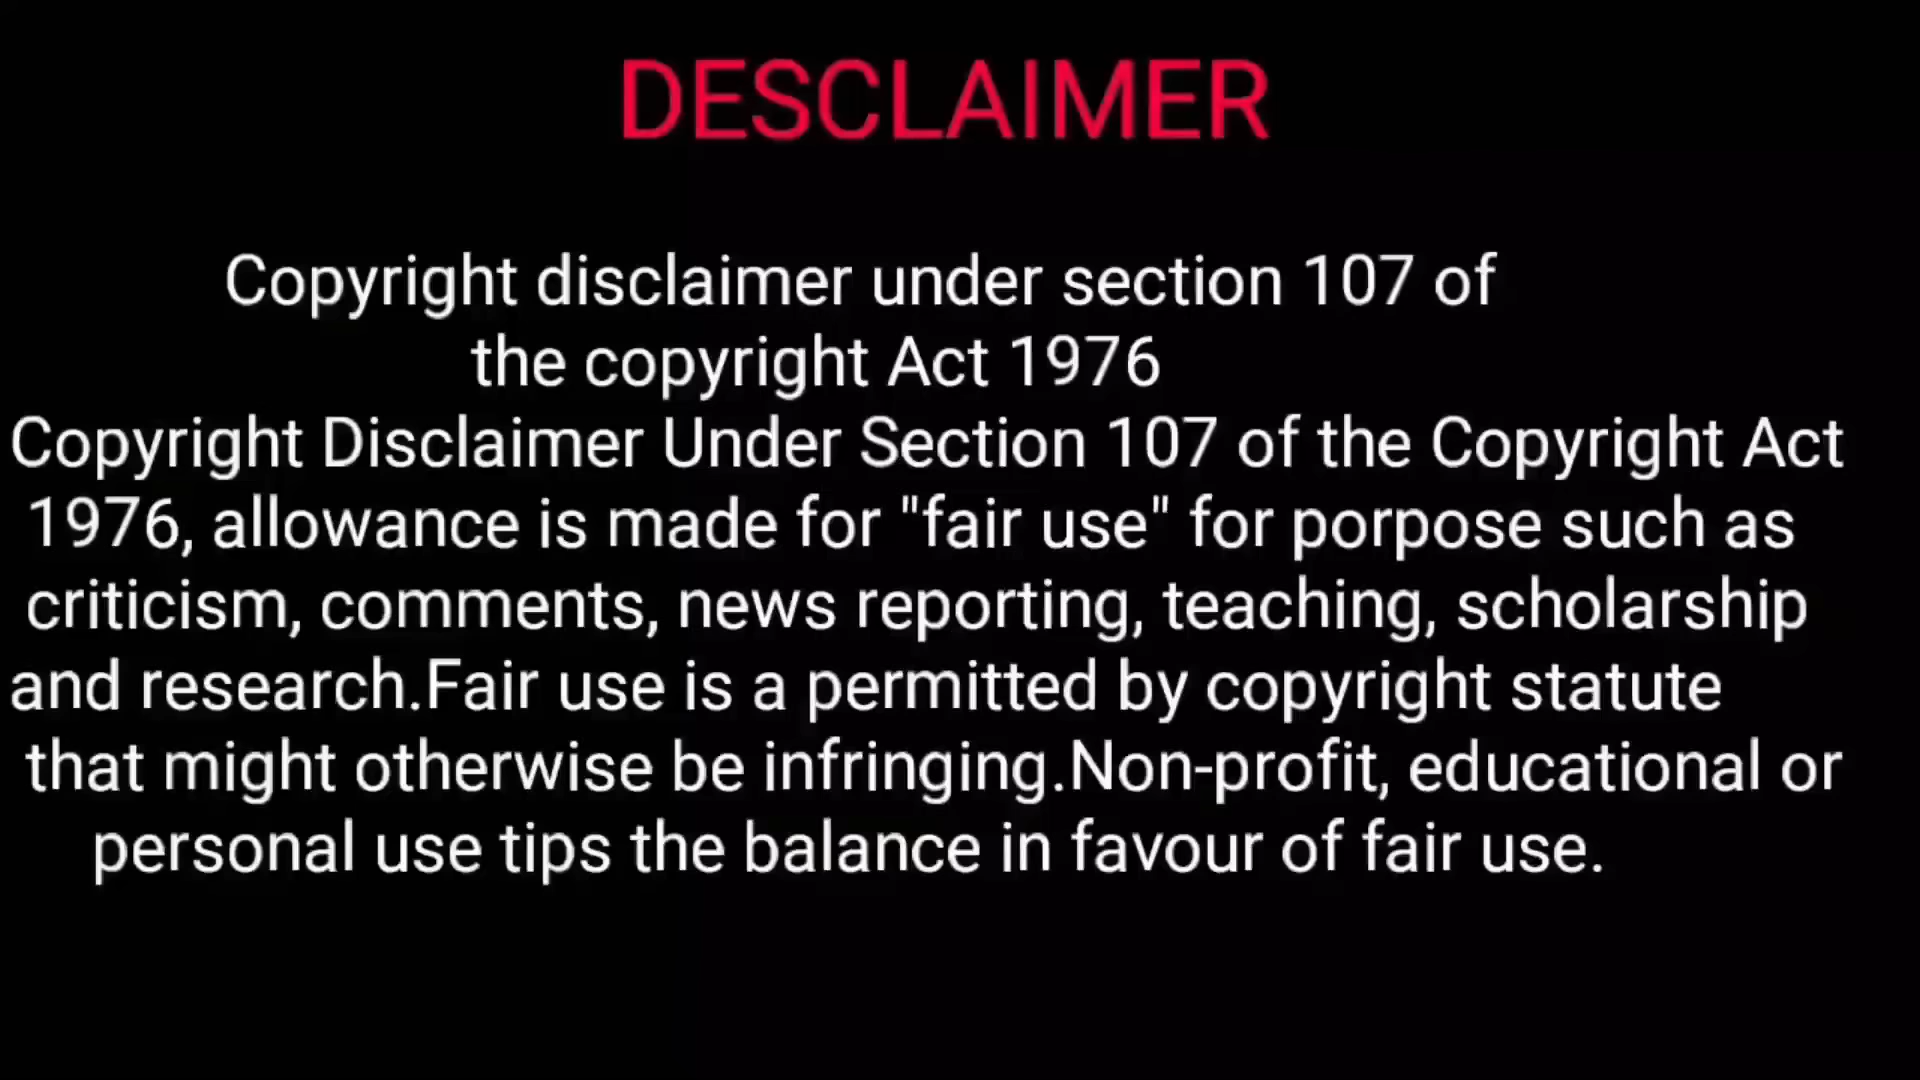 DESCLAIMER
Copyright disclaimer under section 107 of
the copyright Act 1976
Copyright Disclaimer Under Section 107 of the Copyright Act
1976, allowance is made for "fair use" for porpose such as
criticism, comments, news reporting, teaching, scholarship
and research.Fair use is a permitted by copyright statute
that might otherwise be infringing.Non-profit, educational or
personal use tips the balance in favour of fair use.